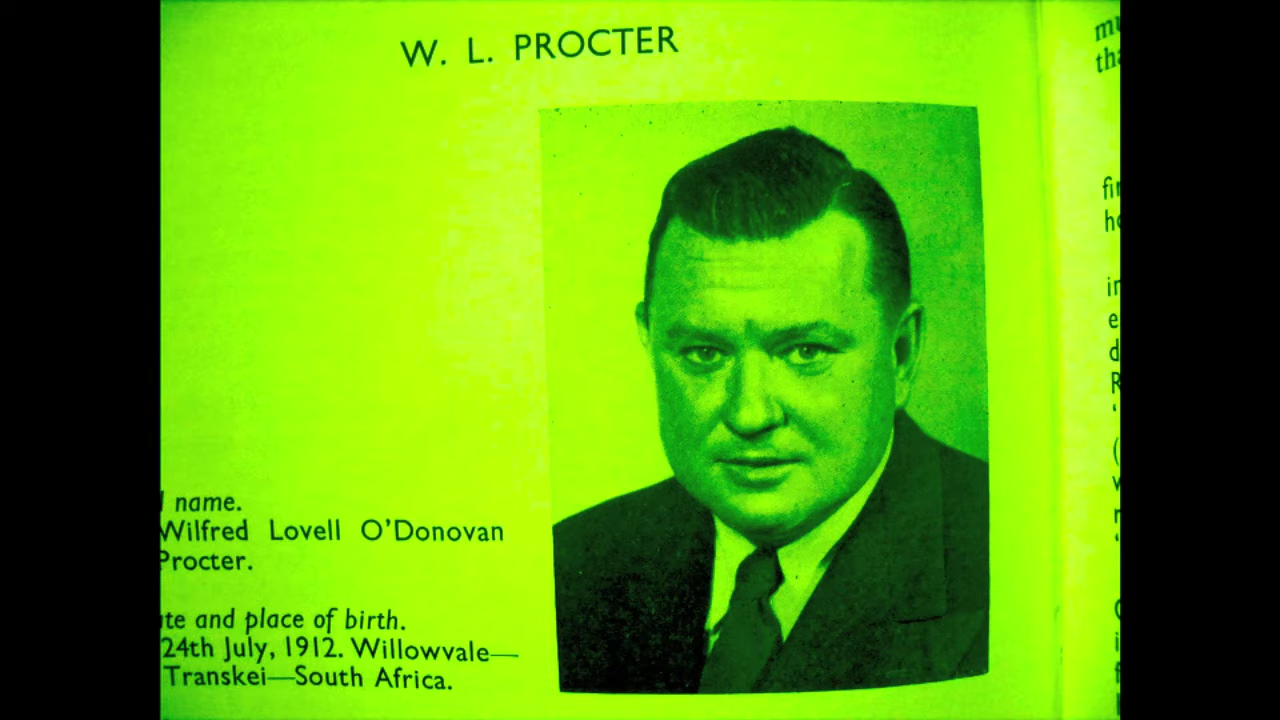 W. L. PROCTER
name.
Wilfred Lovell O'Donovan
Procter.
and place of birth.
24th July, 1912. Willowvale—
Transkei—South Africa.